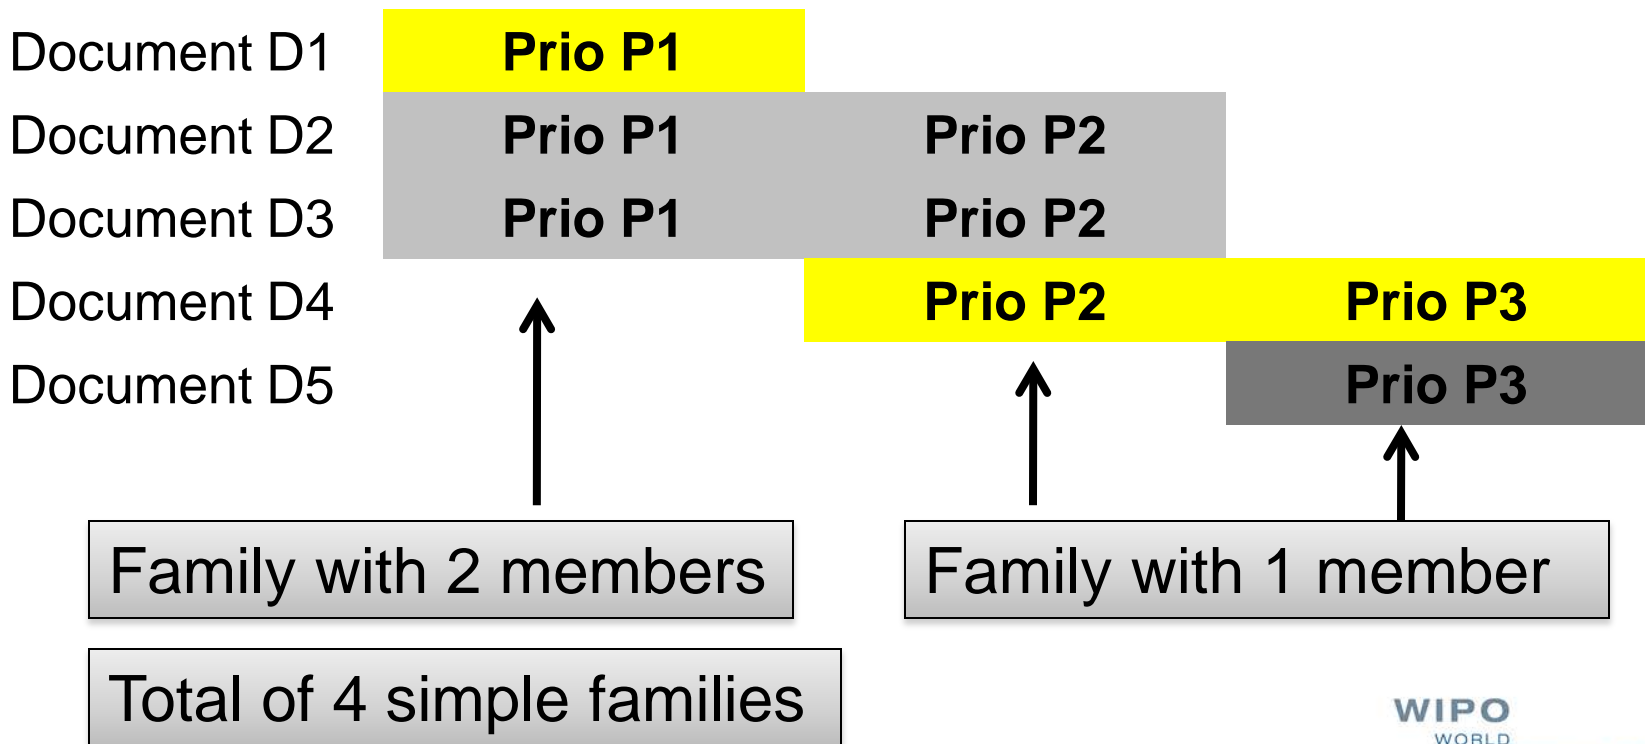 Document D1 Prio P1
Document D2 Prio P1 Prio P2
Document D3 Prio P1 Prio P2
Document D4 Prio P2 Prio P3
Document D5 Prio P3
Family with 2 members Family with 1 member
Total of 4 simple families
WIPO
WORLD